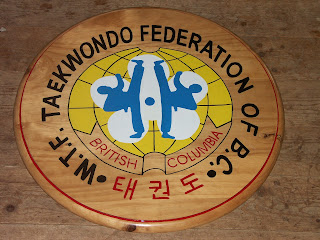 •W.T.F. TAEKWONDO FEDERATION OF B.C.•
BRITISH COLUMBIA
태권도